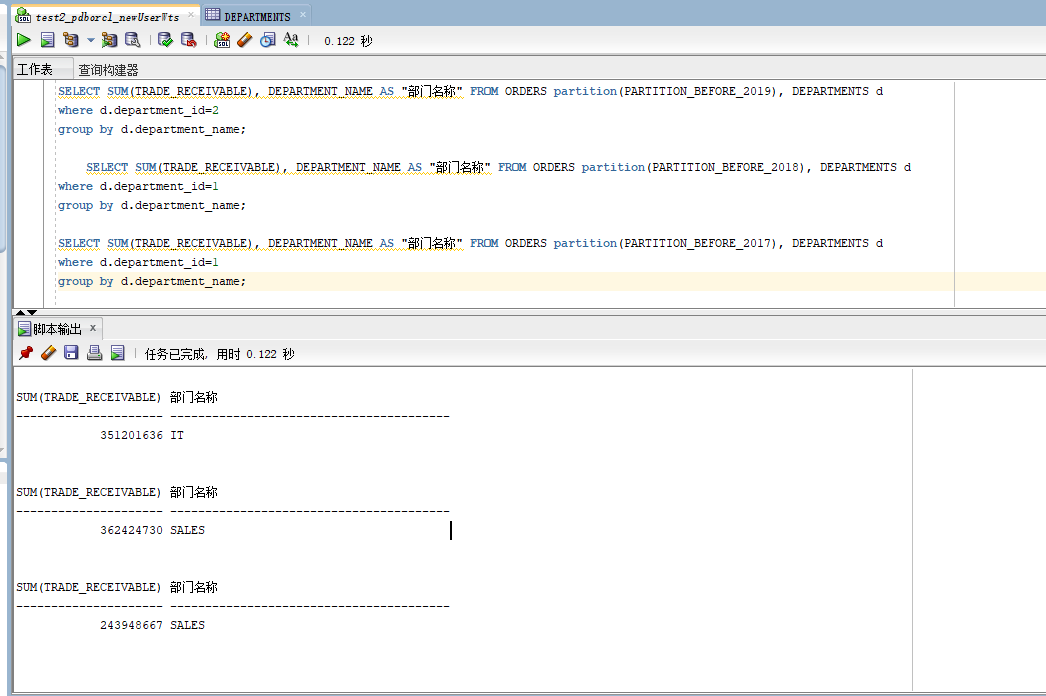 test2_pdborcl_newUserWts DEPARTMENTS
0.122 秒
工作表 查询构建器
SELECT SUM(TRADE_RECEIVABLE), DEPARTMENT_NAME AS "部门名称" FROM ORDERS partition(PARTITION_BEFORE_2019), DEPARTMENTS d
where d.department_id=2
group by d.department_name;
SELECT SUM(TRADE_RECEIVABLE), DEPARTMENT_NAME AS "部门名称" FROM ORDERS partition(PARTITION_BEFORE_2018), DEPARTMENTS d
where d.department_id=1
group by d.department_name;
SELECT SUM(TRADE_RECEIVABLE), DEPARTMENT_NAME AS "部门名称" FROM ORDERS partition(PARTITION_BEFORE_2017), DEPARTMENTS d
where d.department_id=1
group by d.department_name;
脚本输出 x
任务已完成, 用时 0.122 秒
SUM(TRADE_RECEIVABLE) 部门名称
--------------------- ----------------------------------------
351201636 IT
SUM(TRADE_RECEIVABLE) 部门名称
--------------------- ----------------------------------------
362424730 SALES
SUM(TRADE_RECEIVABLE) 部门名称
--------------------- ----------------------------------------
243948667 SALES